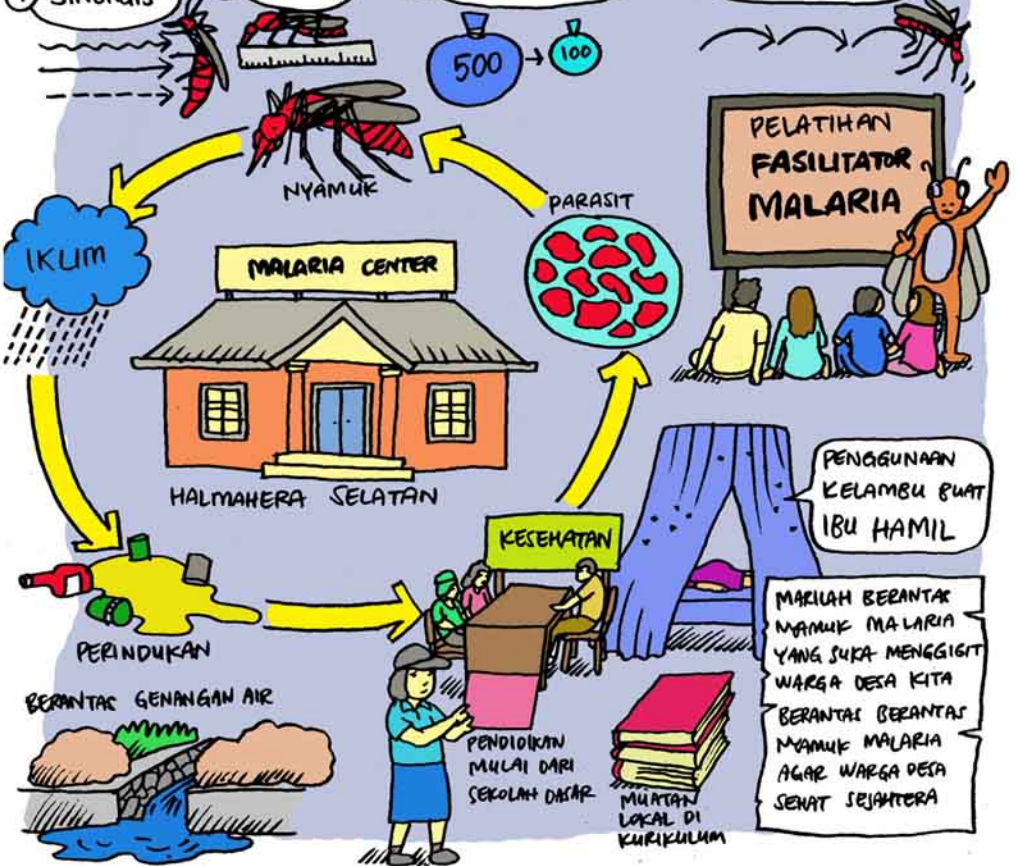 500
100
NYAMUK
PARASIT
PELATIHAN
FASILITATOR
MALARIA
IKLIM
MALARIA CENTER
HALMAHERA SELATAN
KESEHATAN
PENGGUNAAN
KELAMBU BUAT
IBU HAMIL
PERINDUKAN
BERANTAS GENANGAN AIR
PENDIDIKAN
MULAI DARI
SEKOLAH DASAR
MUATAN
LOKAL DI
KURIKULUM
MARILAH BERANTAS
NYAMUK MALARIA
YANG SUKA MENGGIGIT
WARGA DESA KITA
BERANTAS BERANTAS
NYAMUK MALARIA
AGAR WARGA DESA
SEHAT SEJAHTERA